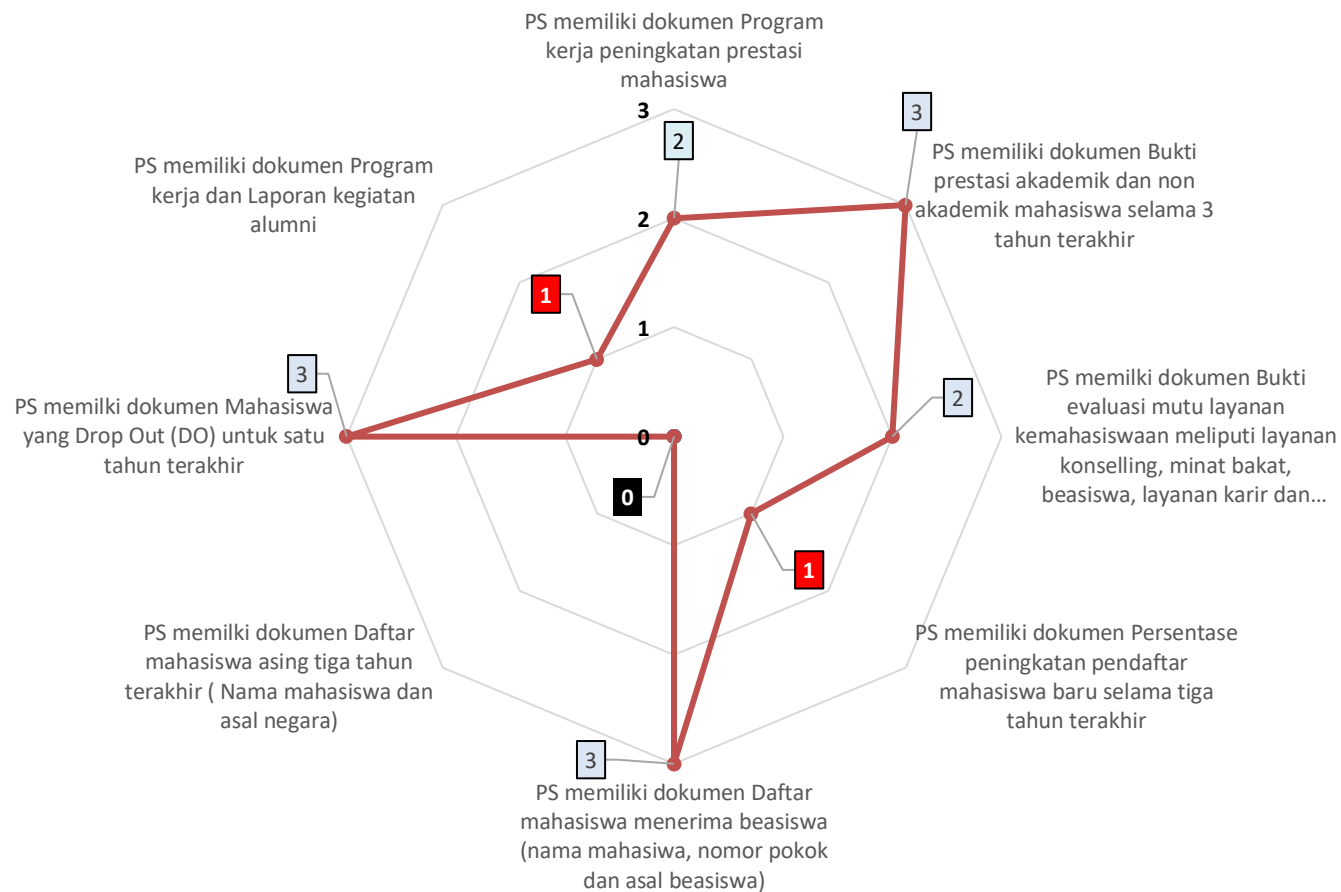 PS memiliki dokumen Program
kerja peningkatan prestasi
mahasiswa
3
2
3
PS memiliki dokumen Bukti
prestasi akademik dan non
akademik mahasiswa selama 3
tahun terakhir
PS memiliki dokumen Program
kerja dan Laporan kegiatan
alumni
2
1
1
3
PS memilki dokumen Mahasiswa
yang Drop Out (DO) untuk satu
tahun terakhir
0
0
2
PS memilki dokumen Bukti
evaluasi mutu layanan
kemahasiswaan meliputi layanan
konselling, minat bakat,
beasiswa, layanan karir dan...
1
PS memilki dokumen Daftar
mahasiswa asing tiga tahun
terakhir ( Nama mahasiswa dan
asal negara)
PS memiliki dokumen Persentase
peningkatan pendaftar
mahasiswa baru selama tiga
tahun terakhir
3
PS memiliki dokumen Daftar
mahasiswa menerima beasiswa
(nama mahasiwa, nomor pokok
dan asal beasiswa)